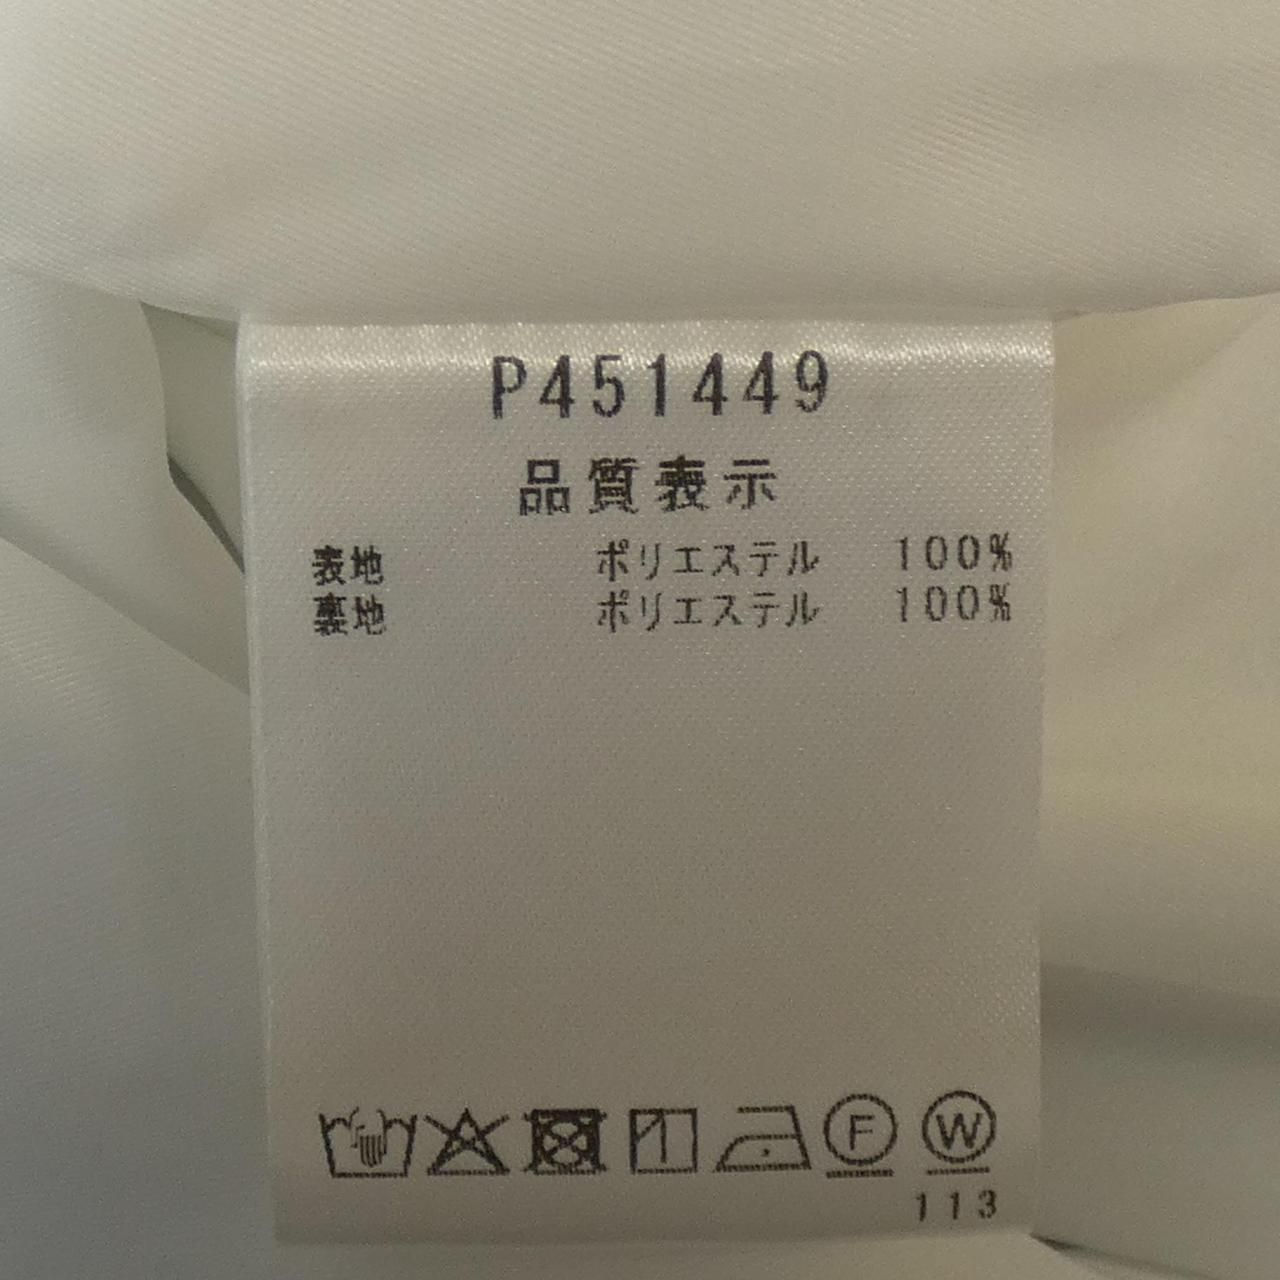 P451449
品質表示
表地 ポリエステル 100%
裏地 ポリエステル 100%
F W
113